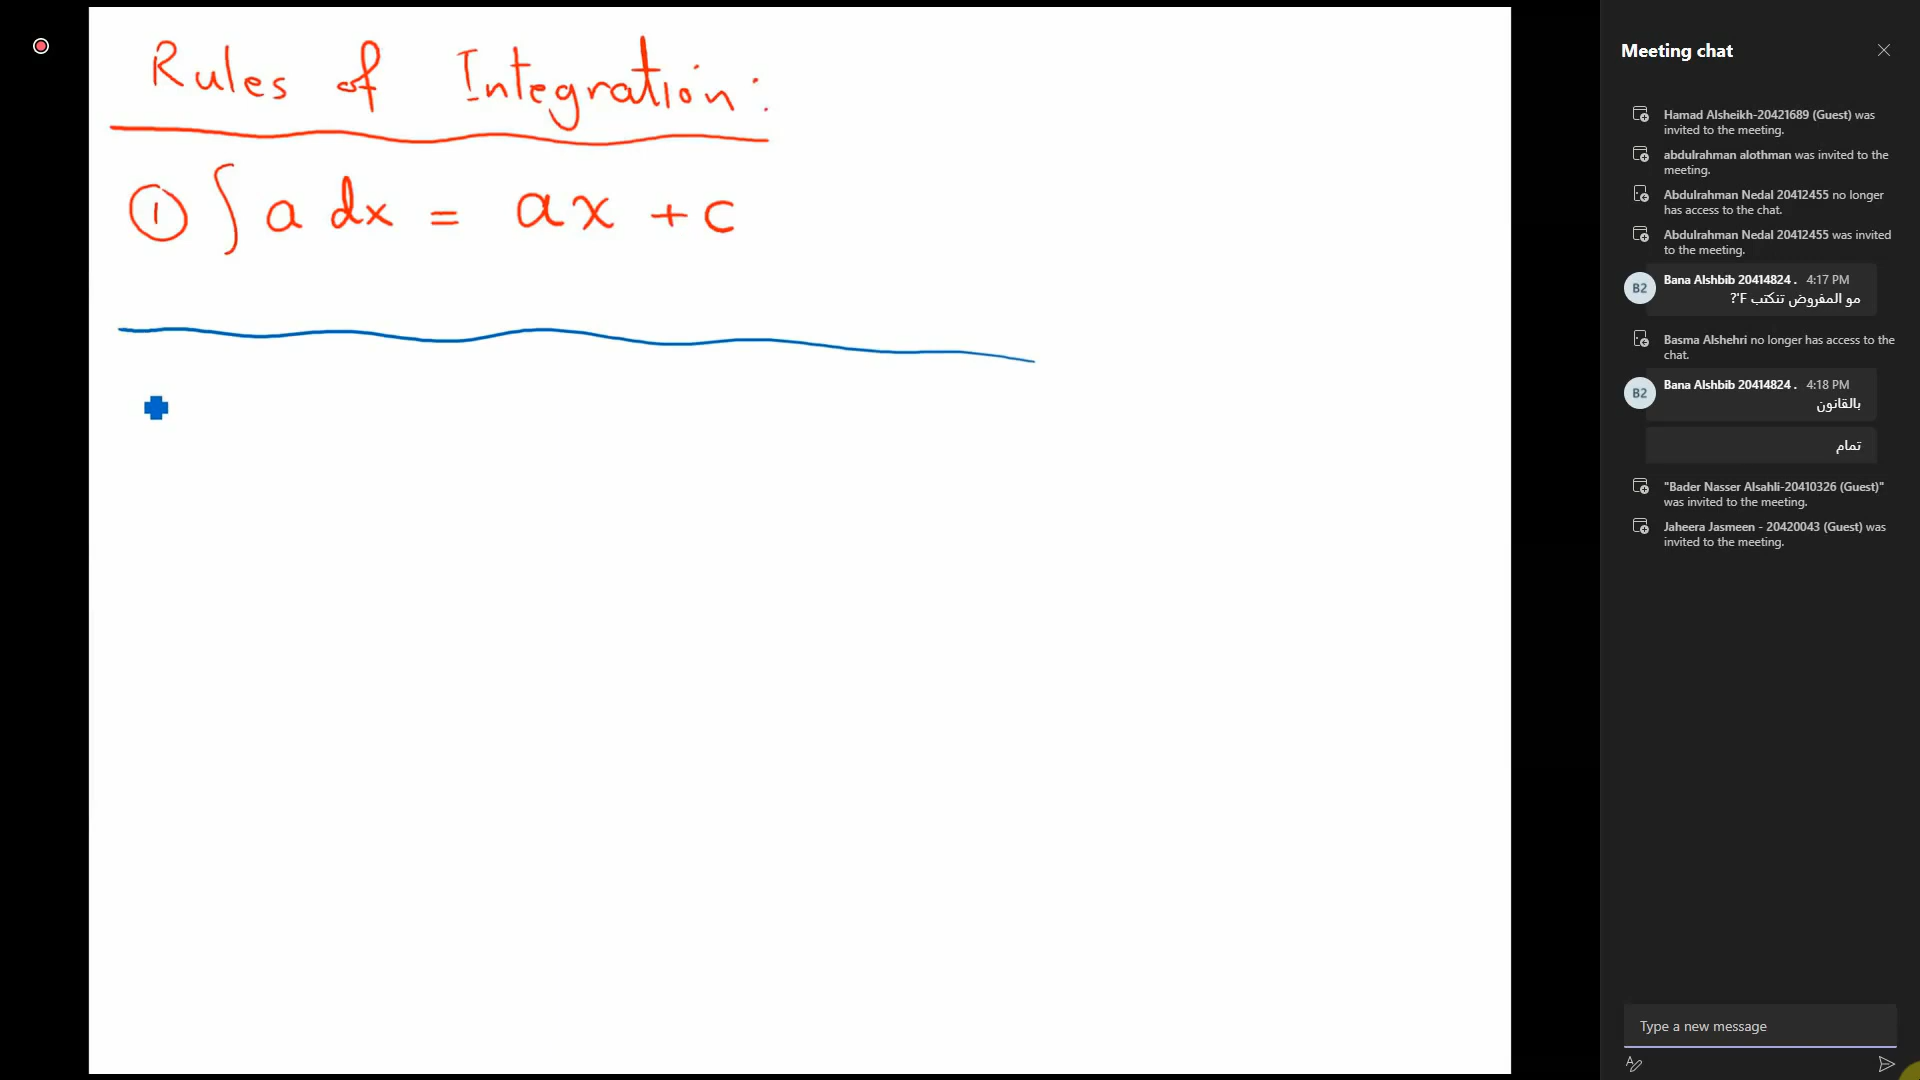 Rules of Integration:
① ∫ a dx = ax + c
Meeting chat
Hamad Alsheikh-20421689 (Guest) was
invited to the meeting.
abdulrahman alothman was invited to the
meeting.
Abdulrahman Nedal 20412455 no longer
has access to the chat.
Abdulrahman Nedal 20412455 was invited
to the meeting.
B2
Bana Alshbib 20414824 . 4:17 PM
مو المفروض تنكتب F'?
Basma Alshehri no longer has access to the
chat.
B2
Bana Alshbib 20414824 . 4:18 PM
بالقانون
تمام
"Bader Nasser Alsahli-20410326 (Guest)"
was invited to the meeting.
Jaheera Jasmeen - 20420043 (Guest) was
invited to the meeting.
Type a new message